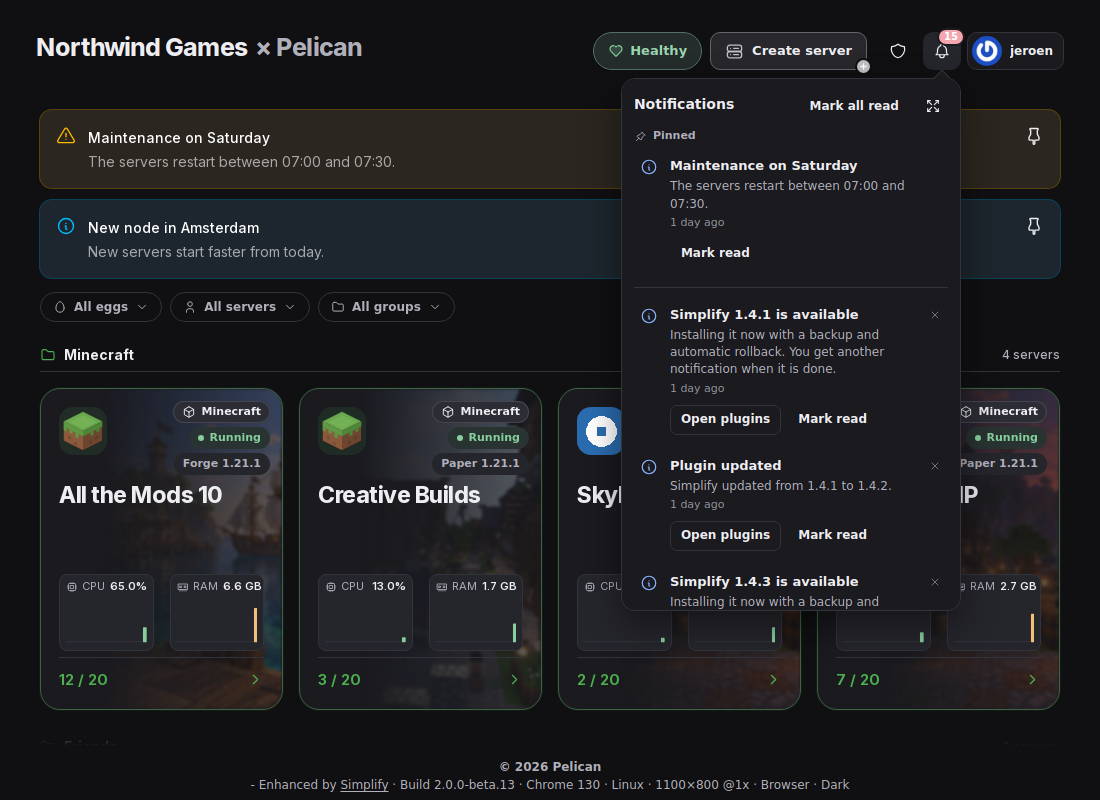 Northwind Games × Pelican
Healthy
Create server
15
jeroen
Maintenance on Saturday
The servers restart between 07:00 and 07:30.
New node in Amsterdam
New servers start faster from today.
All eggs
All servers
All groups
Notifications
Mark all read
Pinned
Maintenance on Saturday
The servers restart between 07:00 and
07:30.
1 day ago
Mark read
Simplify 1.4.1 is available
Installing it now with a backup and
automatic rollback. You get another
notification when it is done.
1 day ago
Open plugins
Mark read
Plugin updated
Simplify updated from 1.4.1 to 1.4.2.
1 day ago
Open plugins
Mark read
Simplify 1.4.3 is available
Installing it now with a backup and
Minecraft
4 servers
Minecraft
Running
Forge 1.21.1
All the Mods 10
CPU 65.0%
RAM 6.6 GB
12 / 20
Minecraft
Running
Paper 1.21.1
Creative Builds
CPU 13.0%
RAM 1.7 GB
3 / 20
CPU
2 / 20
Minecraft
Running
Paper 1.21.1
RAM 2.7 GB
7 / 20
Friends
© 2026 Pelican
- Enhanced by Simplify · Build 2.0.0-beta.13 · Chrome 130 · Linux · 1100×800 @1x · Browser · Dark